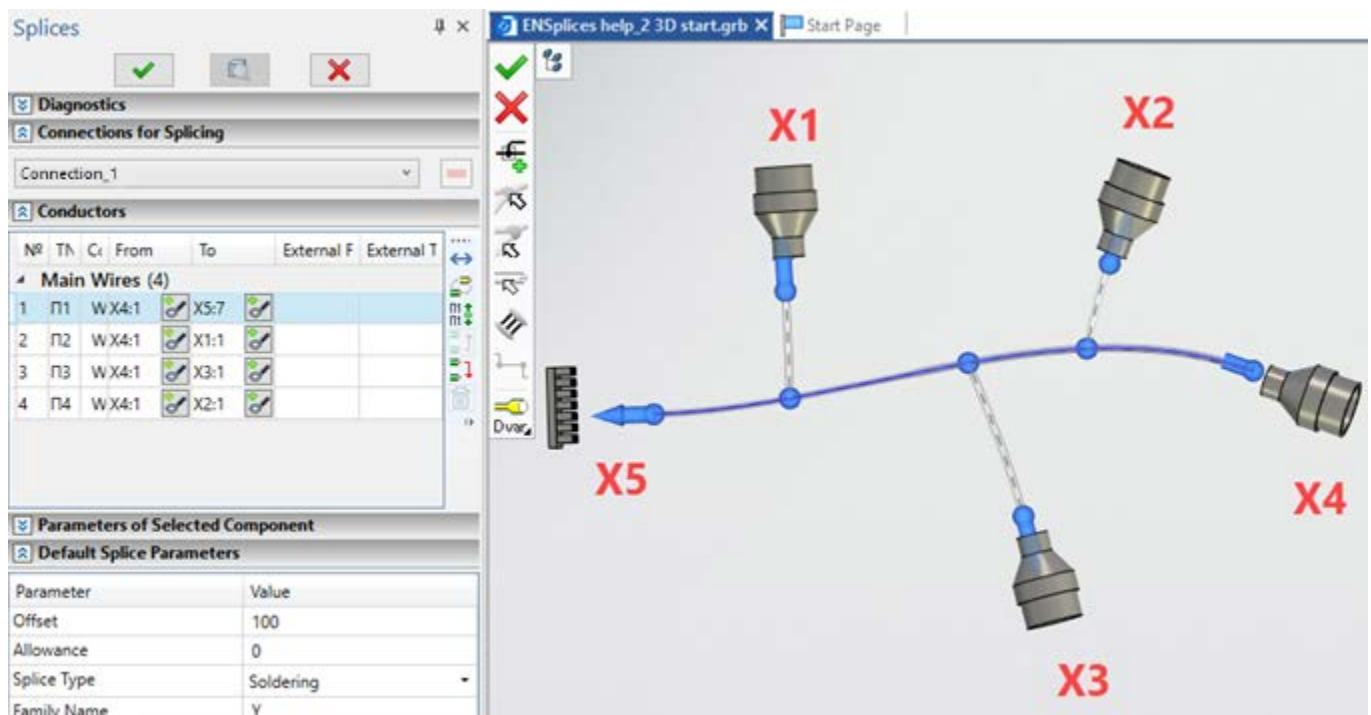 Splices
Diagnostics
Connections for Splicing
Connection_1
Conductors
№ ТN Cc From To External F External T
Main Wires (4)
1 П1 W X4:1 X5:7
2 П2 W X4:1 X1:1
3 П3 W X4:1 X3:1
4 П4 W X4:1 X2:1
Parameters of Selected Component
Default Splice Parameters
Parameter Value
Offset 100
Allowance 0
Splice Type Soldering
Family Name Y
ENSplices help_2 3D start.grb
Start Page
Dvar
X1
X2
X5
X4
X3